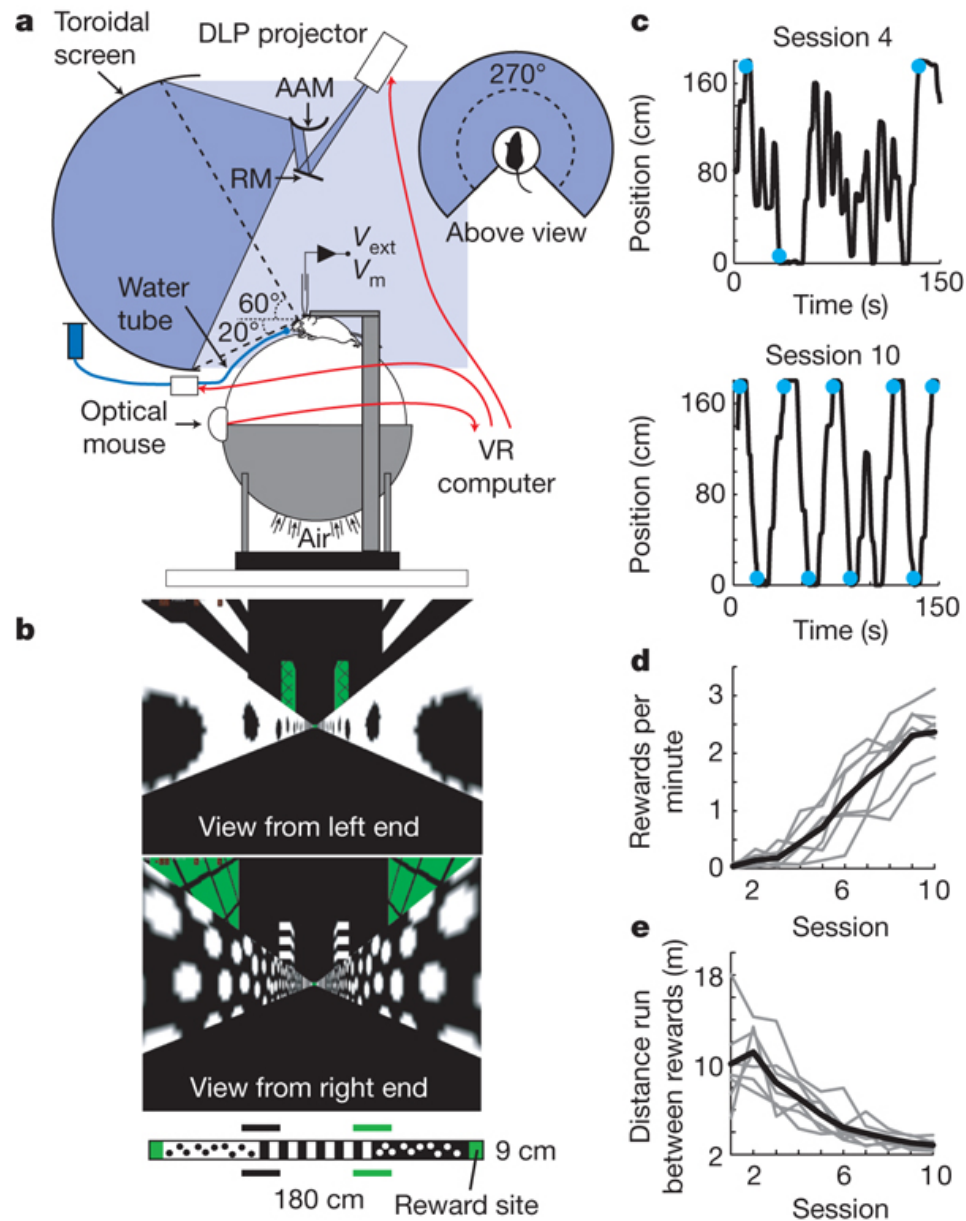 a
Toroidal
screen
DLP projector
AAM
RM
270°
Above view
Vext
Vm
Water
tube
60°
20°
Optical
mouse
VR
computer
Air
b
View from left end
View from right end
9 cm
180 cm
Reward site
c
Session 4
Position (cm)
160
80
0
0
150
Time (s)
Session 10
Position (cm)
160
80
0
0
150
Time (s)
d
Rewards per
minute
3
2
1
0
2
6
10
Session
e
Distance run
between rewards (m)
18
10
2
2
6
10
Session